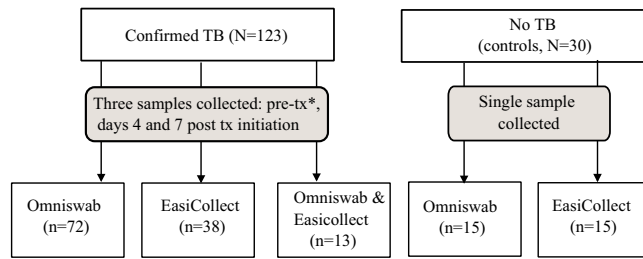 Confirmed TB (N=123)
Three samples collected: pre-tx*,
days 4 and 7 post tx initiation
Omniswab
(n=72)
EasiCollect
(n=38)
Omniswab &
Easicollect
(n=13)
No TB
(controls, N=30)
Single sample
collected
Omniswab
(n=15)
EasiCollect
(n=15)